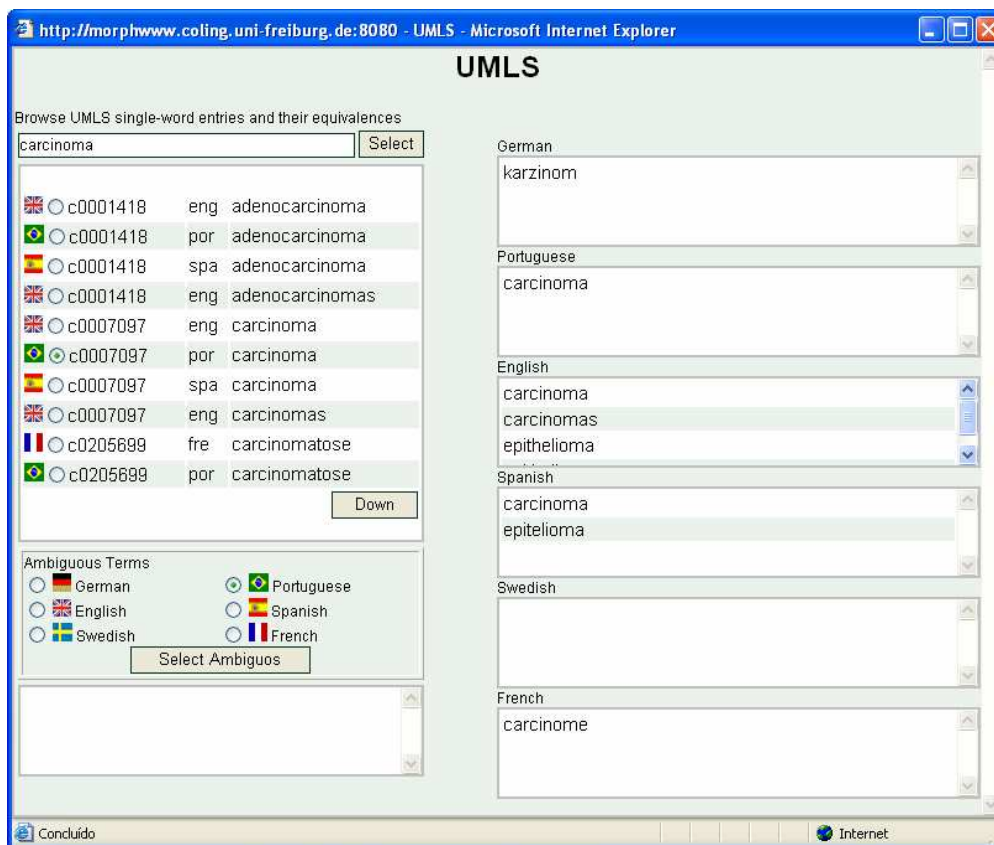 http://morphwww.coling.uni-freiburg.de:8080 - UMLS - Microsoft Internet Explorer
UMLS
Browse UMLS single-word entries and their equivalences
carcinoma Select
c0001418 eng adenocarcinoma
c0001418 por adenocarcinoma
c0001418 spa adenocarcinoma
c0001418 eng adenocarcinomas
c0007097 eng carcinoma
c0007097 por carcinoma
c0007097 spa carcinoma
c0007097 eng carcinomas
c0205699 fre carcinomatose
c0205699 por carcinomatose
Down
Ambiguous Terms
German Portuguese
English Spanish
Swedish French
Select Ambiguos
German
karzinom
Portuguese
carcinoma
English
carcinoma
carcinomas
epithelioma
Spanish
carcinoma
epitelioma
Swedish
French
carcinome
Concluído Internet